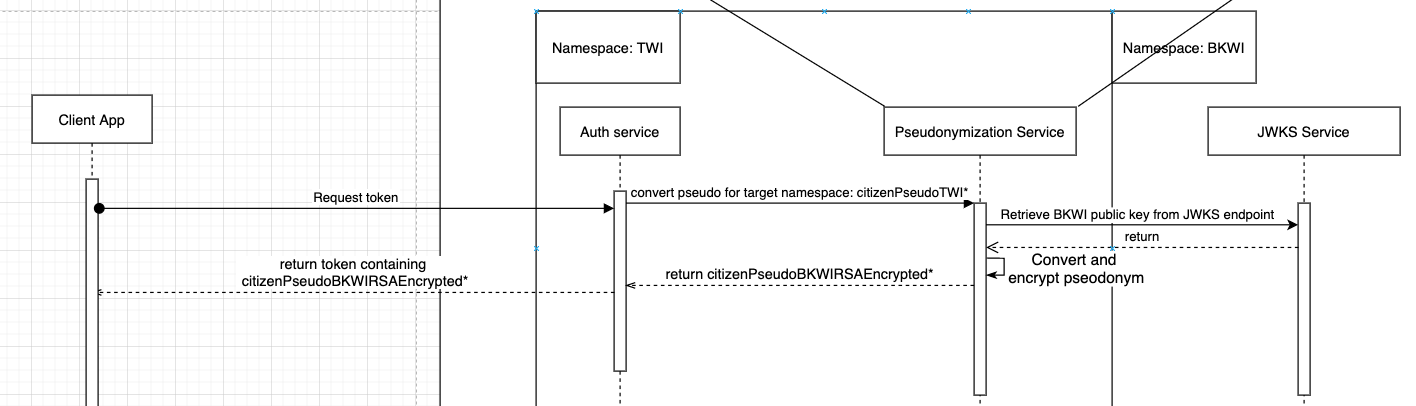 Namespace: TWI
Namespace: BKWI
Client App
Auth service
Pseudonymization Service
JWKS Service
Request token
convert pseudo for target namespace: citizenPseudoTWI*
Retrieve BKWI public key from JWKS endpoint
return
Convert and
encrypt pseodonym
return token containing
citizenPseudoBKWIRSAEncrypted*
return citizenPseudoBKWIRSAEncrypted*